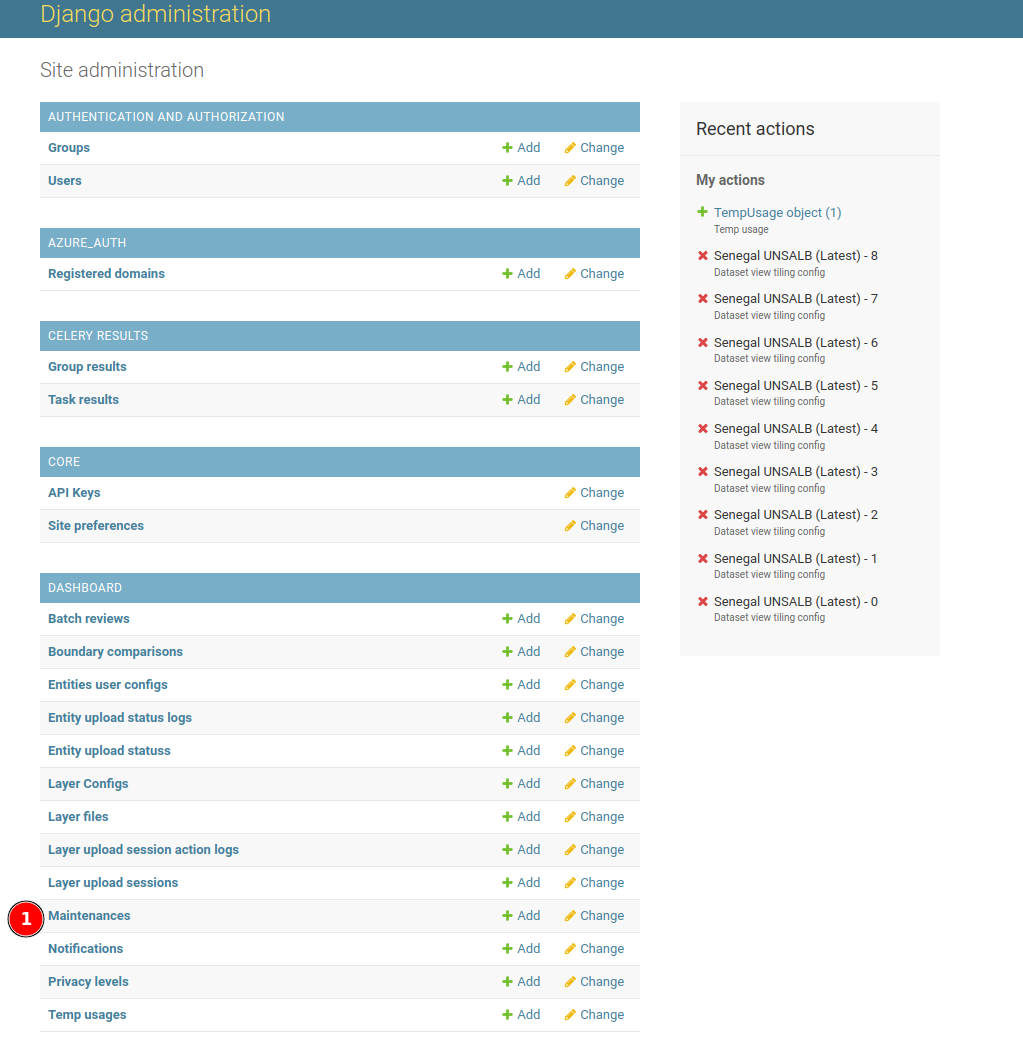 Django administration
Site administration
AUTHENTICATION AND AUTHORIZATION
Groups Add Change
Users Add Change
AZURE_AUTH
Registered domains Add Change
CELERY RESULTS
Group results Add Change
Task results Add Change
CORE
API Keys Change
Site preferences Change
DASHBOARD
Batch reviews Add Change
Boundary comparisons Add Change
Entities user configs Add Change
Entity upload status logs Add Change
Entity upload statuss Add Change
Layer Configs Add Change
Layer files Add Change
Layer upload session action logs Add Change
Layer upload sessions Add Change
1 Maintenances Add Change
Notifications Add Change
Privacy levels Add Change
Temp usages Add Change
Recent actions
My actions
TempUsage object (1)
Temp usage
Senegal UNSALB (Latest) - 8
Dataset view tiling config
Senegal UNSALB (Latest) - 7
Dataset view tiling config
Senegal UNSALB (Latest) - 6
Dataset view tiling config
Senegal UNSALB (Latest) - 5
Dataset view tiling config
Senegal UNSALB (Latest) - 4
Dataset view tiling config
Senegal UNSALB (Latest) - 3
Dataset view tiling config
Senegal UNSALB (Latest) - 2
Dataset view tiling config
Senegal UNSALB (Latest) - 1
Dataset view tiling config
Senegal UNSALB (Latest) - 0
Dataset view tiling config